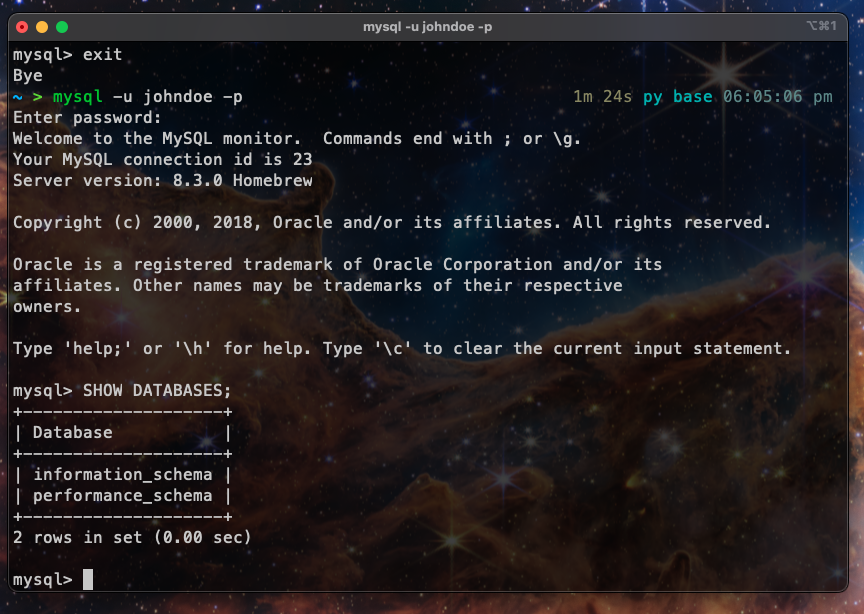 mysql -u johndoe -p
⌥⌘1
mysql> exit
Bye
~ > mysql -u johndoe -p 1m 24s py base 06:05:06 pm
Enter password:
Welcome to the MySQL monitor.  Commands end with ; or \g.
Your MySQL connection id is 23
Server version: 8.3.0 Homebrew
Copyright (c) 2000, 2018, Oracle and/or its affiliates. All rights reserved.
Oracle is a registered trademark of Oracle Corporation and/or its
affiliates. Other names may be trademarks of their respective
owners.
Type 'help;' or '\h' for help. Type '\c' to clear the current input statement.
mysql> SHOW DATABASES;
+--------------------+
| Database           |
+--------------------+
| information_schema |
| performance_schema |
+--------------------+
2 rows in set (0.00 sec)
mysql>